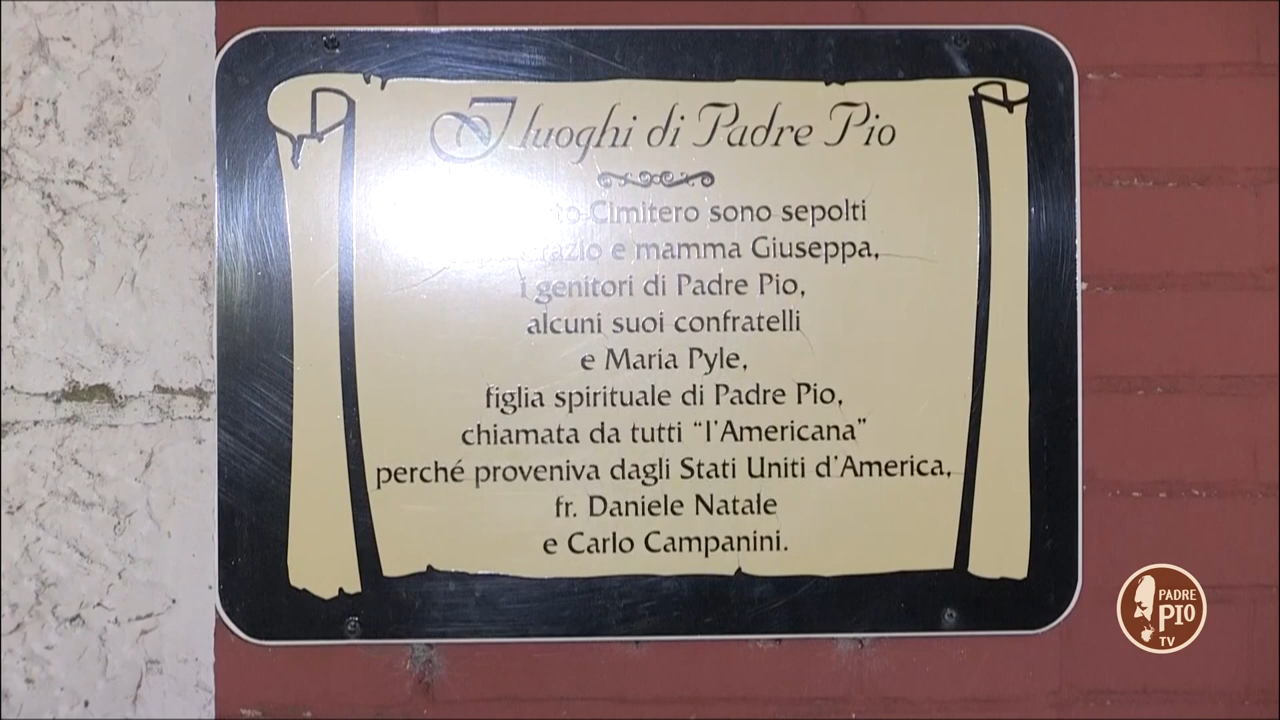 I luoghi di Padre Pio
Cimitero sono sepolti
e mamma Giuseppa,
i genitori di Padre Pio,
alcuni suoi confratelli
e Maria Pyle,
figlia spirituale di Padre Pio,
chiamata da tutti “l'Americana”
perché proveniva dagli Stati Uniti d'America,
fr. Daniele Natale
e Carlo Campanini.
PADRE
PIO
TV